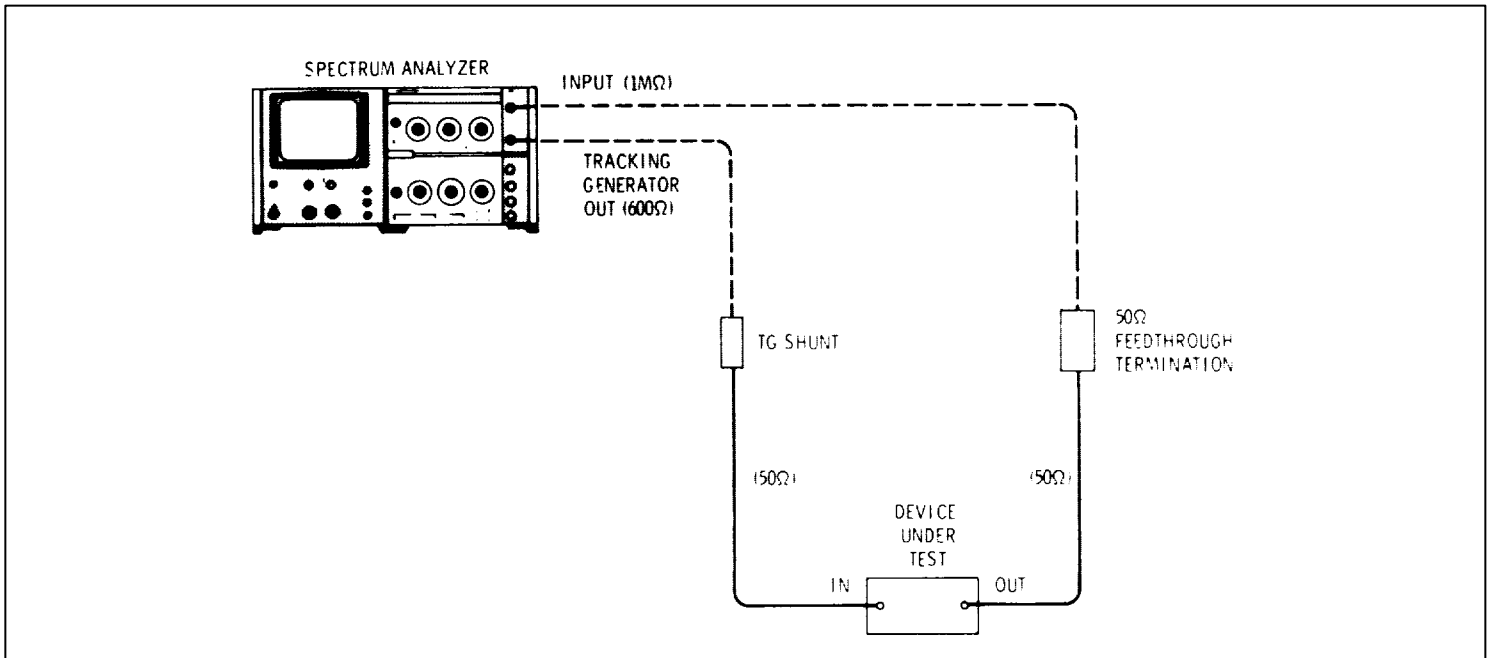 SPECTRUM ANALYZER
INPUT (1MΩ)
TRACKING
GENERATOR
OUT (600Ω)
TG SHUNT
50Ω
FEEDTHROUGH
TERMINATION
(50Ω)
(50Ω)
DEVICE
UNDER
TEST
IN
OUT